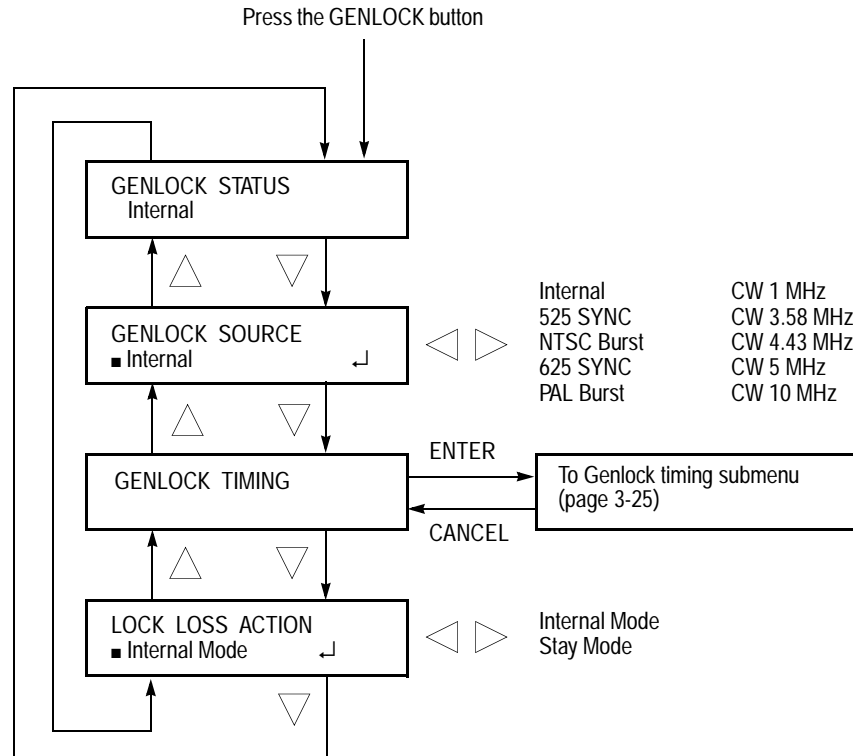 Press the GENLOCK button
GENLOCK STATUS
Internal
GENLOCK SOURCE
■ Internal ↵
Internal CW 1 MHz
525 SYNC CW 3.58 MHz
NTSC Burst CW 4.43 MHz
625 SYNC CW 5 MHz
PAL Burst CW 10 MHz
GENLOCK TIMING
ENTER
CANCEL
To Genlock timing submenu
(page 3-25)
LOCK LOSS ACTION
■ Internal Mode ↵
Internal Mode
Stay Mode